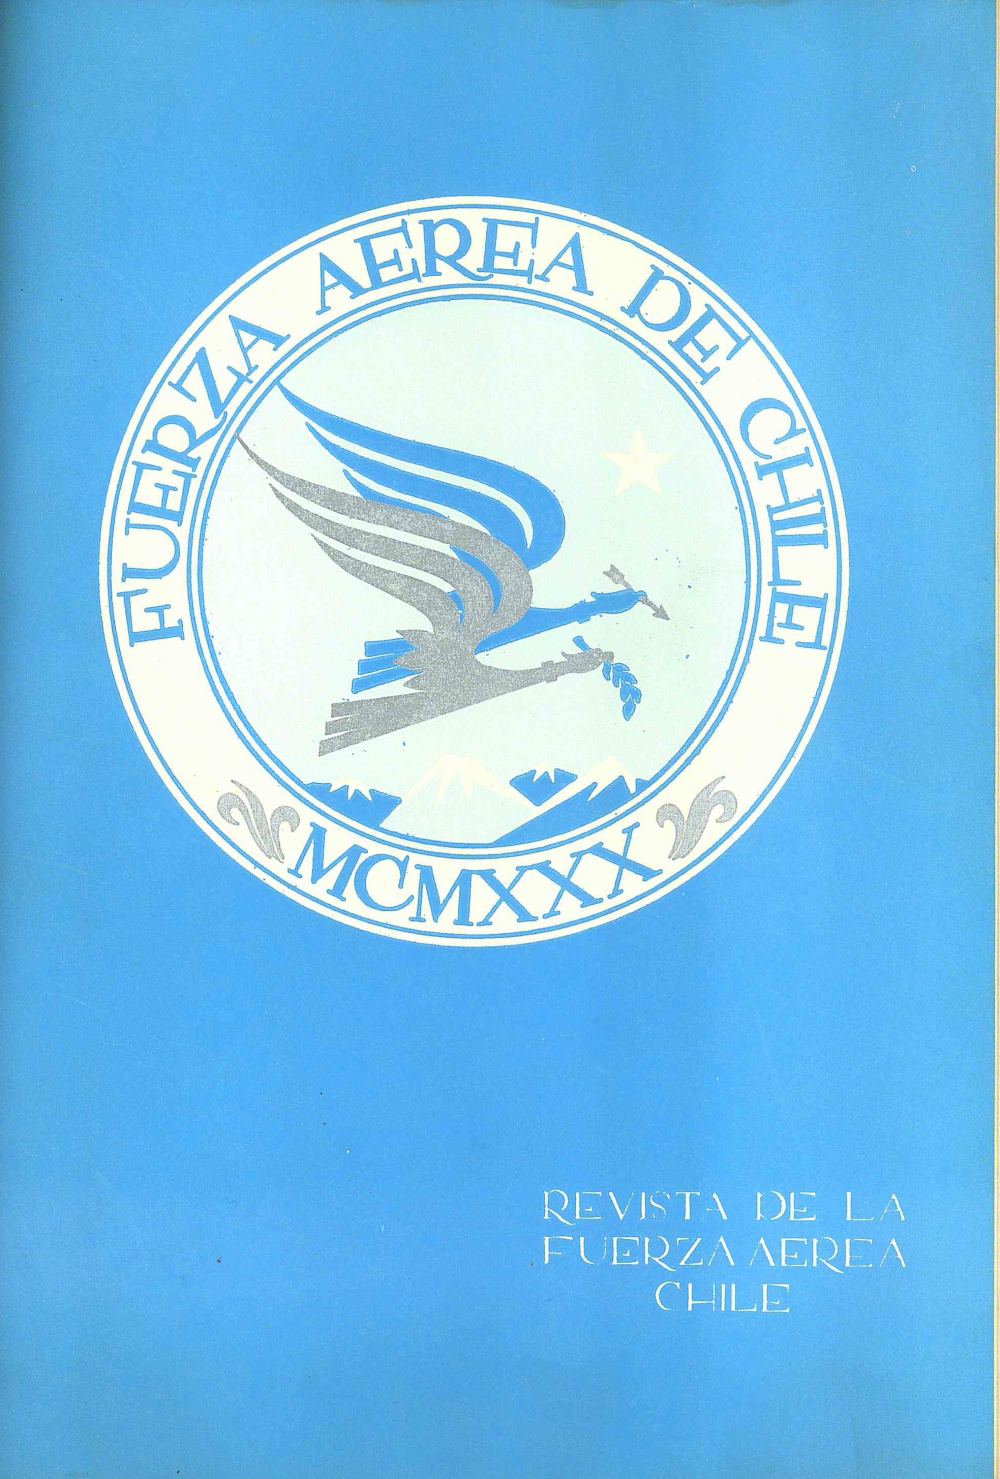 FUERZA AEREA DE CHILE
MCMXXX
REVISTA DE LA
FUERZA AEREA
CHILE